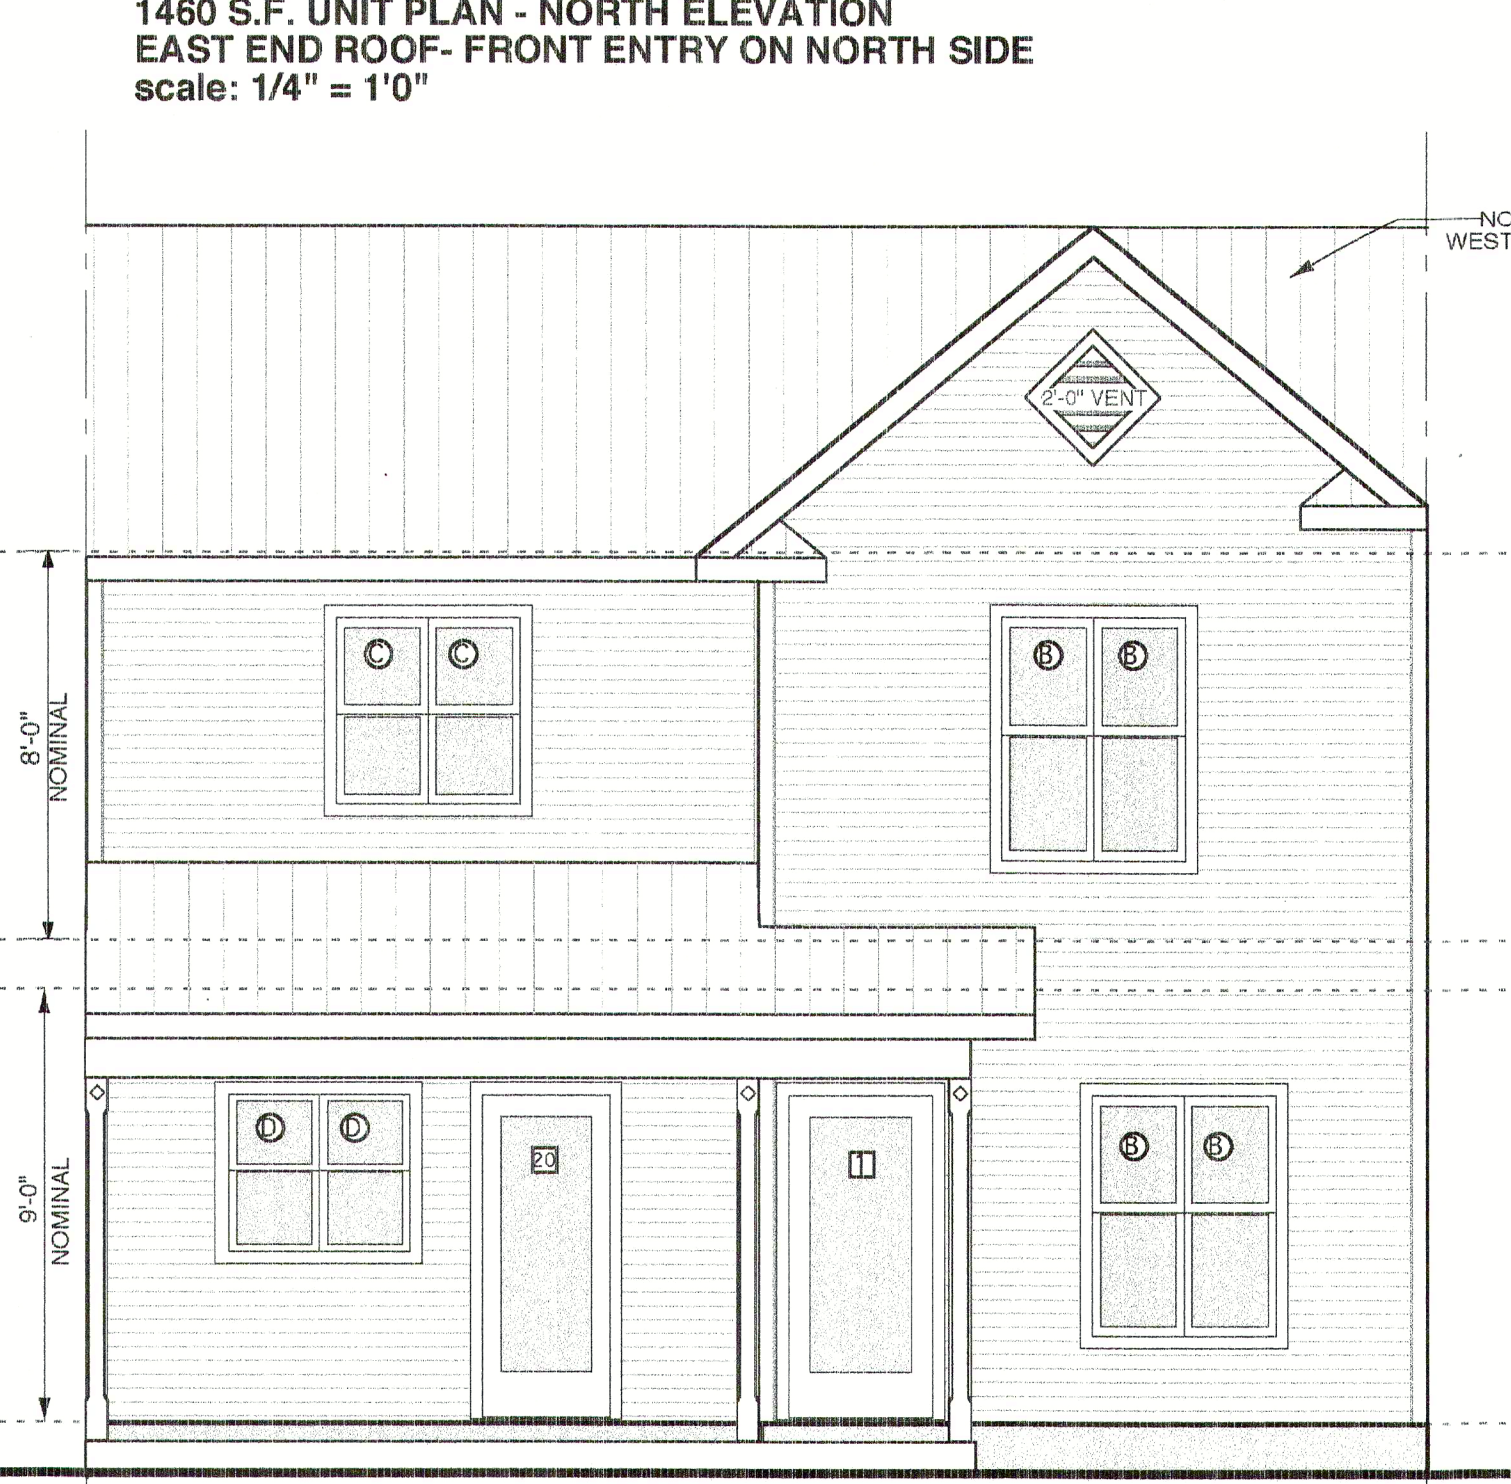 1460 S.F. UNIT PLAN - NORTH ELEVATION
EAST END ROOF- FRONT ENTRY ON NORTH SIDE
scale: 1/4" = 1'0"
NO
WEST
2'-0" VENT
C C
B B
8'-0"
NOMINAL
D D
20
1
B B
9'-0"
NOMINAL